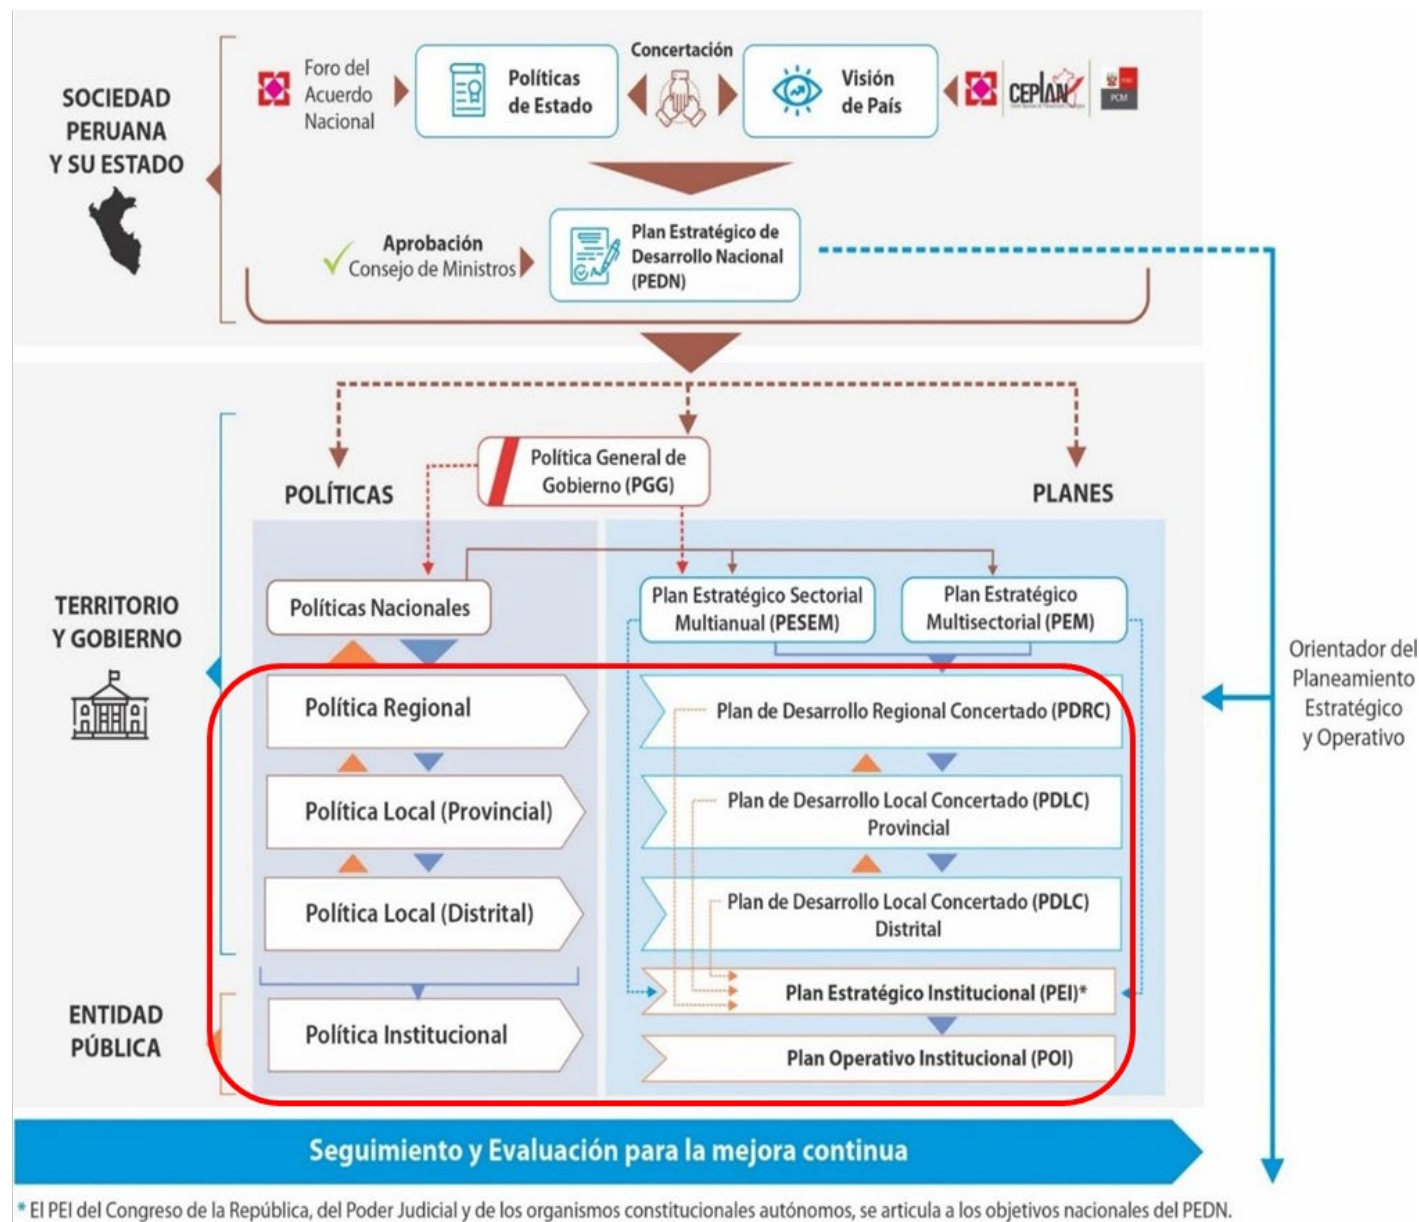 SOCIEDAD
PERUANA
Y SU ESTADO
Foro del
Acuerdo
Nacional
Políticas
de Estado
Concertación
Visión
de País
CEPLAN
PCM
Aprobación
Consejo de Ministros
Plan Estratégico de
Desarrollo Nacional
(PEDN)
Política General de
Gobierno (PGG)
POLÍTICAS
PLANES
TERRITORIO
Y GOBIERNO
Políticas Nacionales
Plan Estratégico Sectorial
Multianual (PESEM)
Plan Estratégico
Multisectorial (PEM)
Política Regional
Plan de Desarrollo Regional Concertado (PDRC)
Política Local (Provincial)
Plan de Desarrollo Local Concertado (PDLC)
Provincial
Política Local (Distrital)
Plan de Desarrollo Local Concertado (PDLC)
Distrital
Orientador del
Planeamiento
Estratégico
y Operativo
ENTIDAD
PÚBLICA
Política Institucional
Plan Estratégico Institucional (PEI)*
Plan Operativo Institucional (POI)
Seguimiento y Evaluación para la mejora continua
* El PEI del Congreso de la República, del Poder Judicial y de los organismos constitucionales autónomos, se articula a los objetivos nacionales del PEDN.